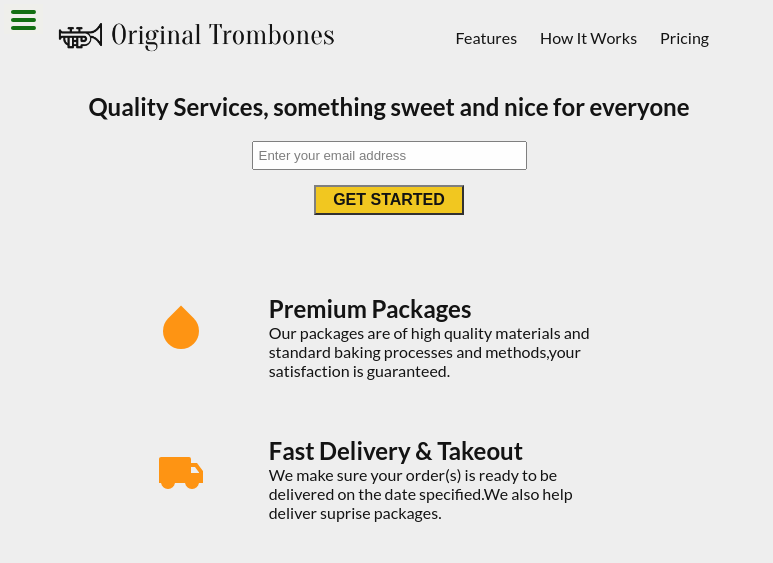 Original Trombones
Features How It Works Pricing
Quality Services, something sweet and nice for everyone
Enter your email address
GET STARTED
Premium Packages
Our packages are of high quality materials and
standard baking processes and methods,your
satisfaction is guaranteed.
Fast Delivery & Takeout
We make sure your order(s) is ready to be
delivered on the date specified.We also help
deliver suprise packages.